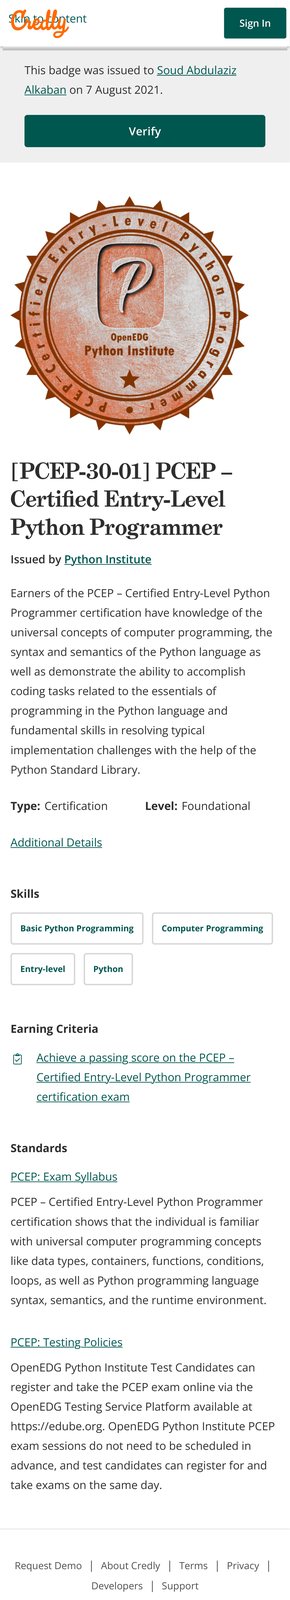 Skip to content
Credly
Sign In
This badge was issued to Soud Abdulaziz
Alkaban on 7 August 2021.
Verify
PCEP-Certified Entry-Level Python Programmer
P
OpenEDG
Python Institute
[PCEP-30-01] PCEP –
Certified Entry-Level
Python Programmer
Issued by Python Institute
Earners of the PCEP – Certified Entry-Level Python
Programmer certification have knowledge of the
universal concepts of computer programming, the
syntax and semantics of the Python language as
well as demonstrate the ability to accomplish
coding tasks related to the essentials of
programming in the Python language and
fundamental skills in resolving typical
implementation challenges with the help of the
Python Standard Library.
Type: Certification Level: Foundational
Additional Details
Skills
Basic Python Programming Computer Programming
Entry-level Python
Earning Criteria
Achieve a passing score on the PCEP –
Certified Entry-Level Python Programmer
certification exam
Standards
PCEP: Exam Syllabus
PCEP – Certified Entry-Level Python Programmer
certification shows that the individual is familiar
with universal computer programming concepts
like data types, containers, functions, conditions,
loops, as well as Python programming language
syntax, semantics, and the runtime environment.
PCEP: Testing Policies
OpenEDG Python Institute Test Candidates can
register and take the PCEP exam online via the
OpenEDG Testing Service Platform available at
https://edube.org. OpenEDG Python Institute PCEP
exam sessions do not need to be scheduled in
advance, and test candidates can register for and
take exams on the same day.
Request Demo | About Credly | Terms | Privacy |
Developers | Support